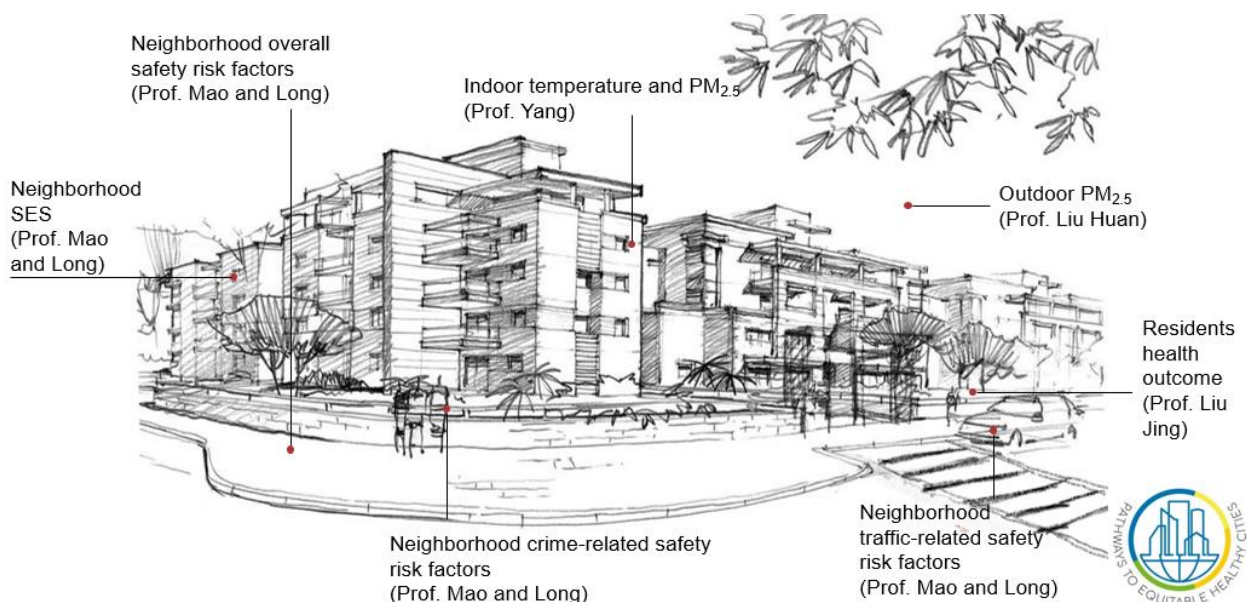 Neighborhood overall
safety risk factors
(Prof. Mao and Long)
Indoor temperature and PM₂.₅
(Prof. Yang)
Neighborhood
SES
(Prof. Mao
and Long)
Outdoor PM₂.₅
(Prof. Liu Huan)
Residents
health
outcome
(Prof. Liu
Jing)
Neighborhood crime-related safety
risk factors
(Prof. Mao and Long)
Neighborhood
traffic-related safety
risk factors
(Prof. Mao and Long)
PATHWAYS TO EQUITABLE HEALTHY CITIES